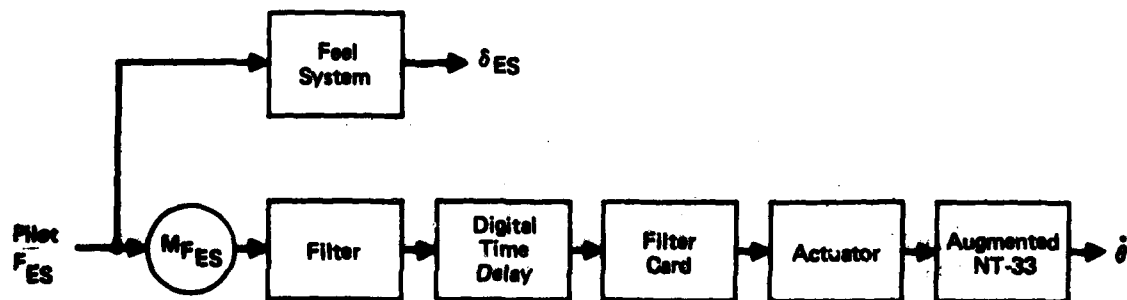 Feel
System
δES
Pilot
FES
MFES
Filter
Digital
Time
Delay
Filter
Card
Actuator
Augmented
NT-33